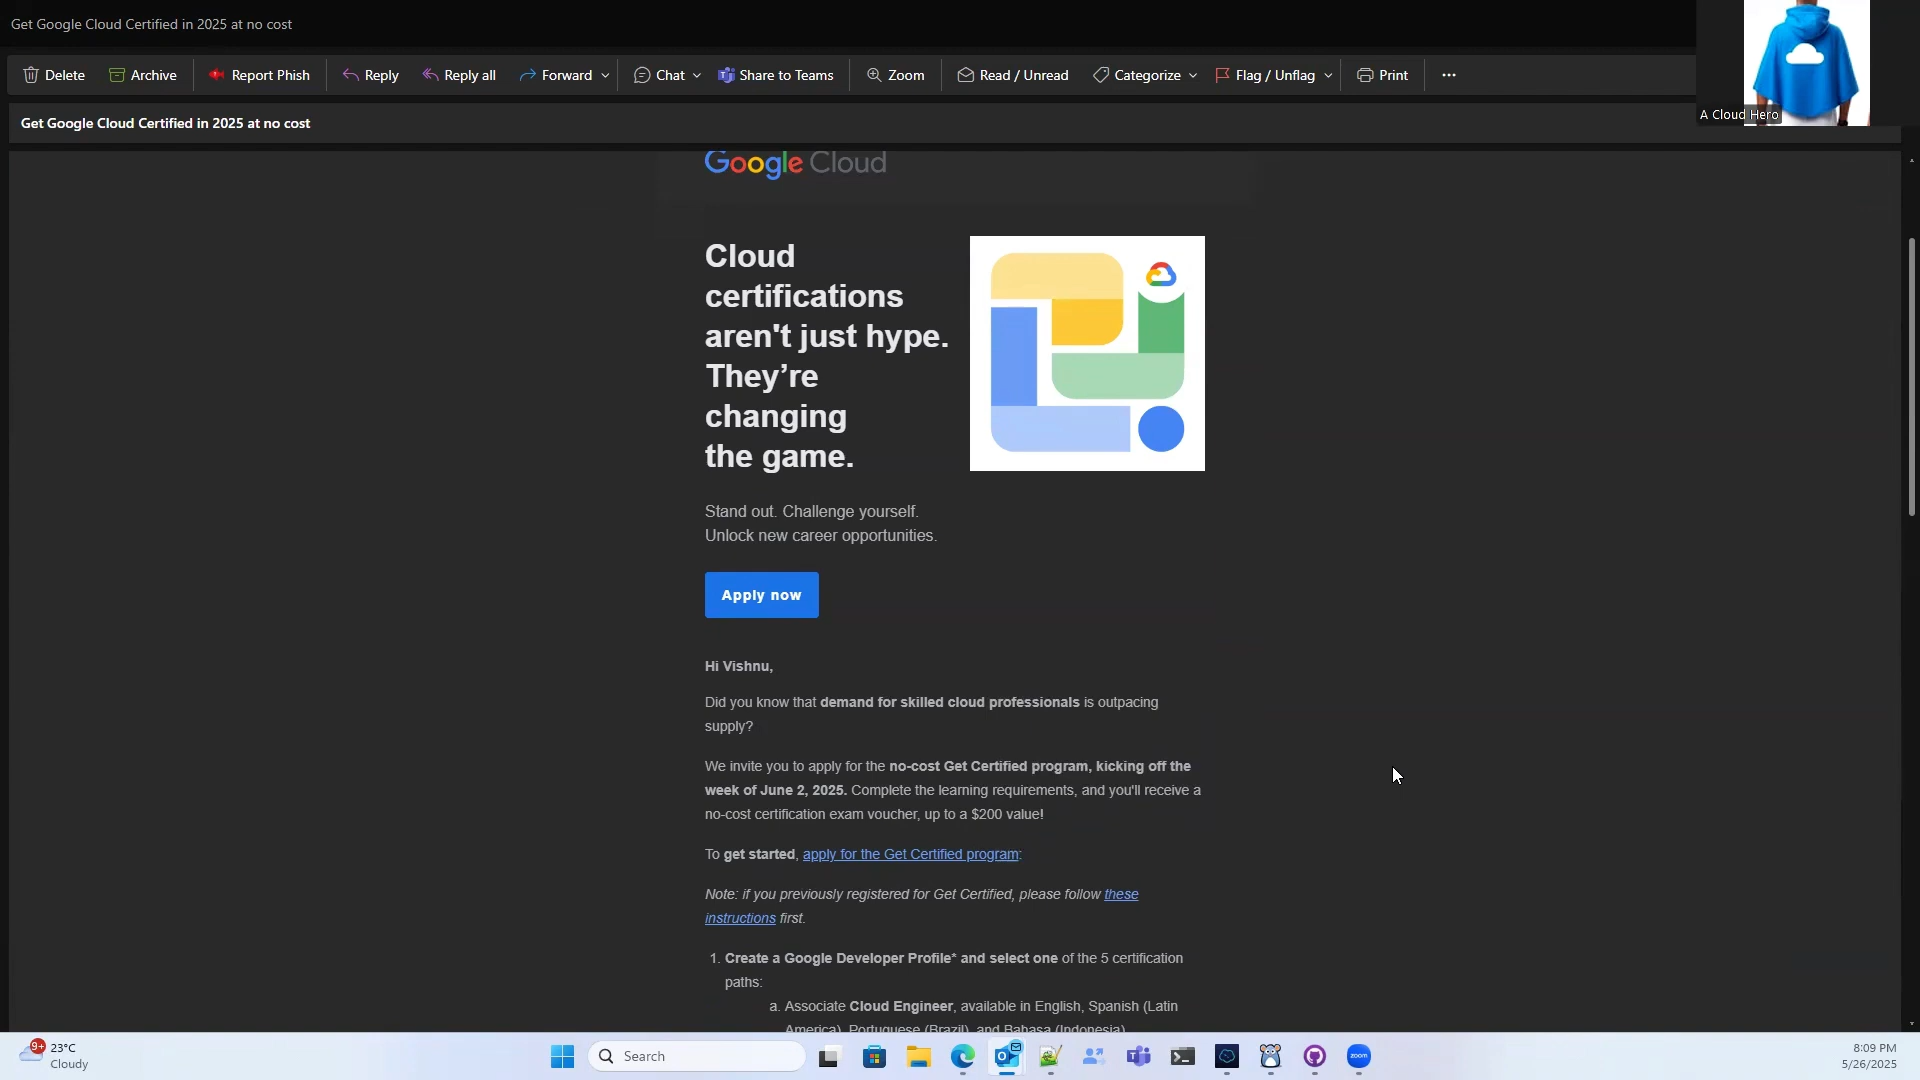 Get Google Cloud Certified in 2025 at no cost
Delete Archive Report Phish Reply Reply all Forward Chat Share to Teams Zoom Read / Unread Categorize Flag / Unflag Print
A Cloud Hero
Get Google Cloud Certified in 2025 at no cost
Google Cloud
Cloud
certifications
aren't just hype.
They’re
changing
the game.
Stand out. Challenge yourself.
Unlock new career opportunities.
Apply now
Hi Vishnu,
Did you know that demand for skilled cloud professionals is outpacing
supply?
We invite you to apply for the no-cost Get Certified program, kicking off the
week of June 2, 2025. Complete the learning requirements, and you'll receive a
no-cost certification exam voucher, up to a $200 value!
To get started, apply for the Get Certified program:
Note: if you previously registered for Get Certified, please follow these
instructions first.
1. Create a Google Developer Profile* and select one of the 5 certification
paths:
a. Associate Cloud Engineer, available in English, Spanish (Latin
America), Portuguese (Brazil), and Bahasa (Indonesia)
9+
23°C
Cloudy
Search
zoom
8:09 PM
5/26/2025